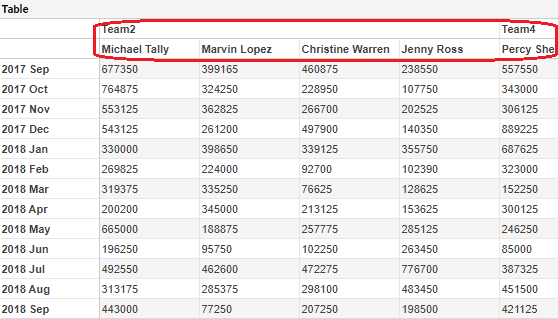 Table
Team2 Team4
Michael Tally Marvin Lopez Christine Warren Jenny Ross Percy She
2017 Sep 677350 399165 460875 238550 557550
2017 Oct 764875 324250 228950 107750 343000
2017 Nov 553125 362825 266700 202525 306125
2017 Dec 543125 261200 497900 140350 889225
2018 Jan 330000 398650 339125 355750 687625
2018 Feb 269825 224000 92700 102390 323000
2018 Mar 319375 335250 76625 128625 152250
2018 Apr 200200 345000 213125 153625 300125
2018 May 665000 188875 257775 285125 246250
2018 Jun 196250 95750 102250 263450 85000
2018 Jul 492550 462600 472275 776700 387325
2018 Aug 313175 285375 298100 483450 451500
2018 Sep 443000 77250 207250 198500 421125